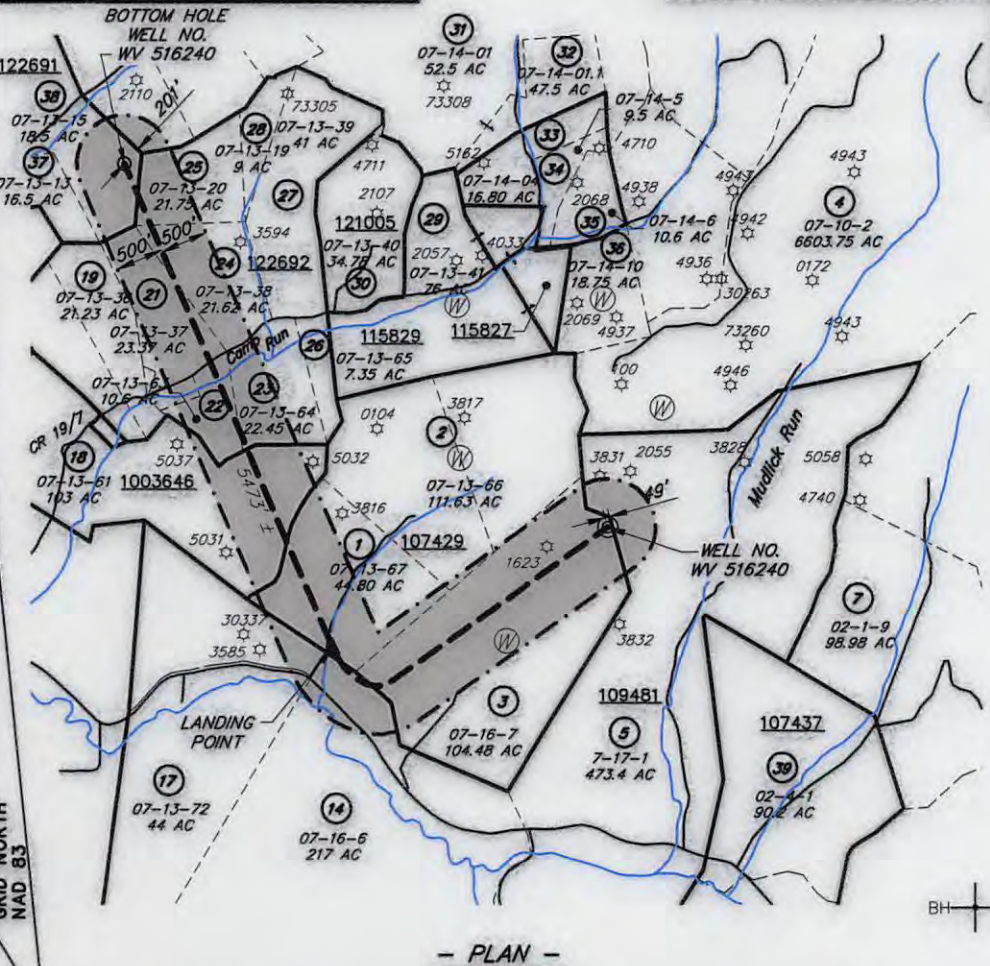 BOTTOM HOLE
WELL NO.
WV 516240
122691
38
07-13-15
18.5 AC
37
07-13-13
16.5 AC
2110
201'
73305
28
07-13-39
41 AC
07-13-19
9 AC
25
07-13-20
21.75 AC
27
4711
2107
121005
07-13-40
30
3594
24
122692
07-13-38
21.62 AC
500'
500'
19
21.23 AC
21
07-13-37
23.37 AC
31
07-14-01
52.5 AC
73308
32
07-14-01.1
47.5 AC
07-14-5
9.5 AC
33
34
4710
5162
07-14-04
16.80 AC
2068
4938
35
36
07-14-6
10.6 AC
07-14-10
18.75 AC
29
2057
07-13-41
76 AC
4033
W
W
2069
4937
4943
4942
4936
30263
4943
4
07-10-2
6603.75 AC
0172
73260
4943
4946
100
W
Camp Run
26
115829
07-13-65
7.35 AC
115827
22
23
07-13-64
22.45 AC
CR 19/7
18
07-13-61
103 AC
5037
1003646
5473 ±
0104
3817
2
W
07-13-66
111.63 AC
5032
3816
1
107429
07-13-67
44.80 AC
5031
30337
3585
1623
49'
3831
2055
3828
Mudlick Run
5058
4740
WELL NO.
WV 516240
7
02-1-9
98.98 AC
3832
W
LANDING
POINT
3
07-16-7
104.48 AC
109481
5
7-17-1
473.4 AC
107437
39
02-4-1
90.2 AC
17
07-13-72
44 AC
14
07-16-6
217 AC
GRID NORTH
NAD 83
BH
- PLAN -